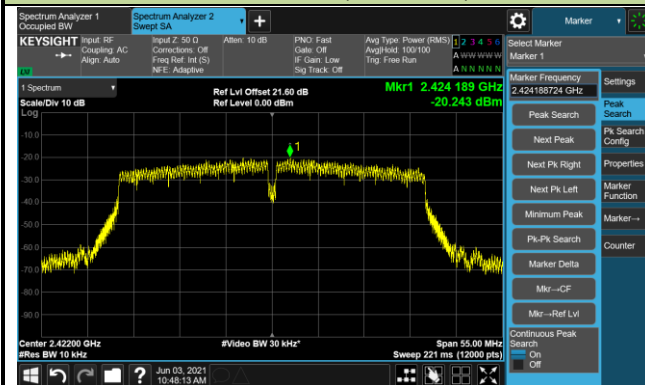 Spectrum Analyzer 1
Occupied BW
Spectrum Analyzer 2
Swept SA
+
Marker
KEYSIGHT
Input: RF
Coupling: AC
Align: Auto
Input Z: 50 Ω
Corrections: Off
Freq Ref: Int (S)
NFE: Adaptive
Atten: 10 dB
PNO: Fast
Gate: Off
IF Gain: Low
Sig Track: Off
Avg Type: Power (RMS)
Avg|Hold: 100/100
Trig: Free Run
1 2 3 4 5 6
A W W W W W
A N N N N N
Select Marker
Marker 1
LXI
1 Spectrum
Scale/Div 10 dB
Log
Ref Lvl Offset 21.60 dB
Ref Level 0.00 dBm
Mkr1 2.424 189 GHz
-20.243 dBm
1
-10.0
-20.0
-30.0
-40.0
-50.0
-60.0
-70.0
-90.0
Center 2.42200 GHz
#Res BW 10 kHz
#Video BW 30 kHz*
Span 55.00 MHz
Sweep 221 ms (12000 pts)
Marker Frequency
2.424188724 GHz
Peak Search
Next Peak
Next Pk Right
Next Pk Left
Minimum Peak
Pk-Pk Search
Marker Delta
Mkr→CF
Mkr→Ref Lvl
Continuous Peak
Search
On
Off
Settings
Peak
Search
Pk Search
Config
Properties
Marker
Function
Marker→
Counter
?
Jun 03, 2021
10:48:13 AM